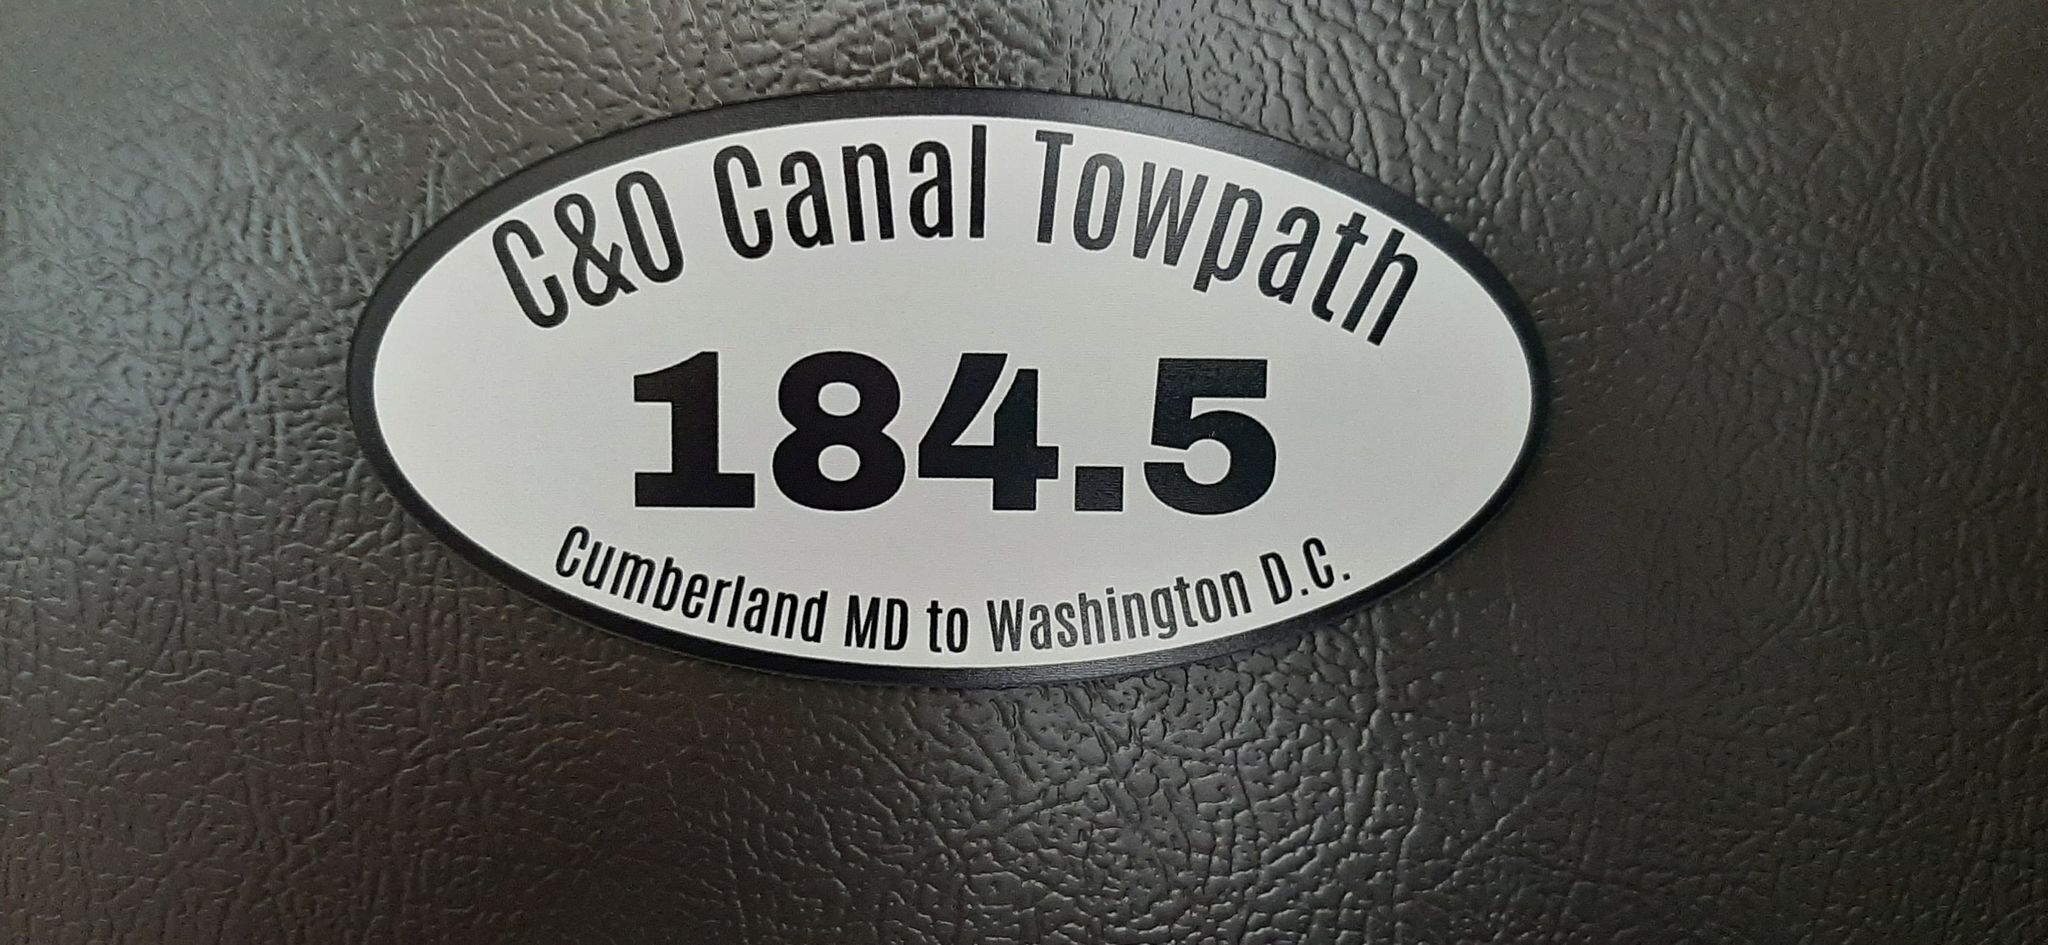 C&O Canal Towpath
184.5
Cumberland MD to Washington D.C.